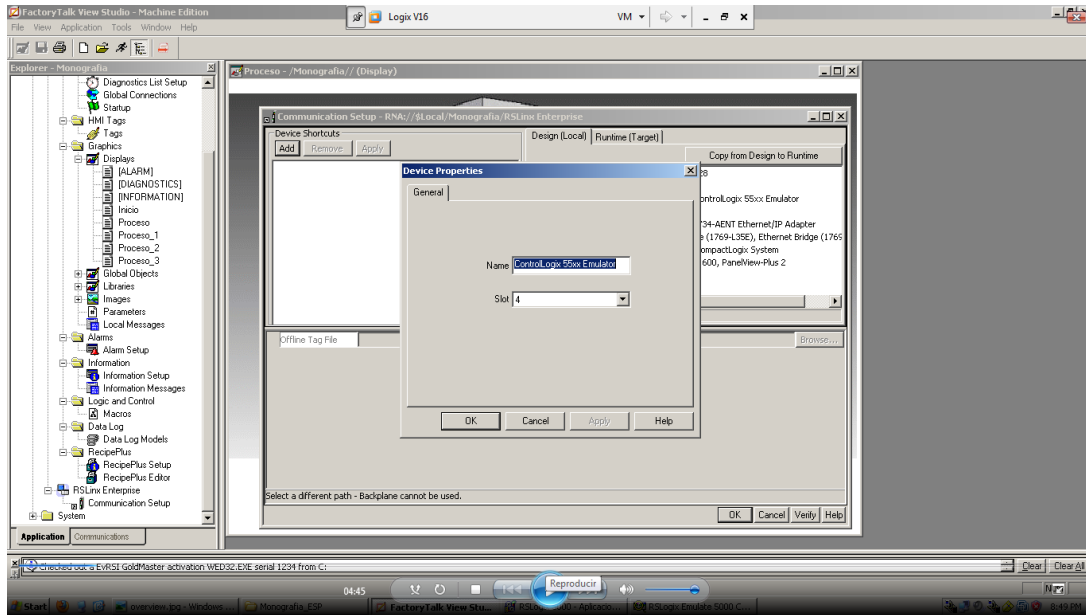 FactoryTalk View Studio - Machine Edition
Logix V16
VM
File View Application Tools Window Help
Explorer - Monografia
Diagnostics List Setup
Global Connections
Startup
HMI Tags
Tags
Graphics
Displays
[ALARM]
[DIAGNOSTICS]
[INFORMATION]
Inicio
Proceso
Proceso_1
Proceso_2
Proceso_3
Global Objects
Libraries
Images
Parameters
Local Messages
Alarms
Alarm Setup
Information
Information Setup
Information Messages
Logic and Control
Macros
Data Log
Data Log Models
RecipePlus
RecipePlus Setup
RecipePlus Editor
RSLinx Enterprise
Communication Setup
System
Application Communications
Proceso - /Monografia// (Display)
Communication Setup - RNA://$Local/Monografia/RSLinx Enterprise
Device Shortcuts
Add Remove Apply
Design (Local) Runtime (Target)
Copy from Design to Runtime
28
ontrolLogix 55xx Emulator
734-AENT Ethernet/IP Adapter
e (1769-L35E), Ethernet Bridge (1769
ompactLogix System
600, PanelView-Plus 2
Device Properties
General
Name ControlLogix 55xx Emulator
Slot 4
OK Cancel Apply Help
Offline Tag File
Browse...
Select a different path - Backplane cannot be used.
OK Cancel Verify Help
Checked out a EvRSI GoldMaster activation WED32.EXE serial 1234 from C:
Clear Clear All
04:45
Reproducir
Start
overview.jpg - Windows ...
Monografia_ESP
FactoryTalk View Stu...
RSLogix Emulate 5000 C...
8:49 PM